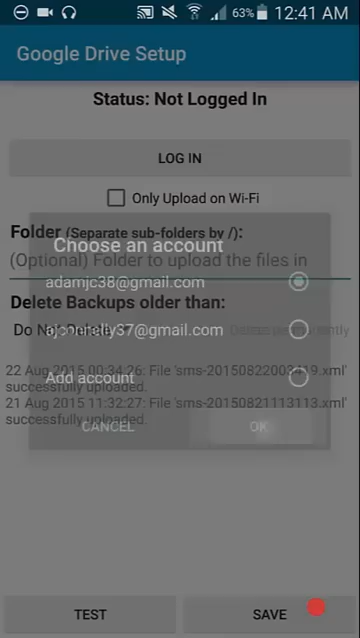 63% 12:41 AM
Google Drive Setup
Status: Not Logged In
LOG IN
Only Upload on Wi-Fi
Folder (Separate sub-folders by /):
Choose an account
(Optional) Folder to upload the files in
adamjc38@gmail.com
Delete Backups older than:
Do Not Delete
Add account
22 Aug 2015 00:34:26: File 'sms-20150822003419.xml'
successfully uploaded.
21 Aug 2015 11:32:27: File 'sms-20150821113113.xml'
successfully uploaded.
CANCEL OK
TEST SAVE